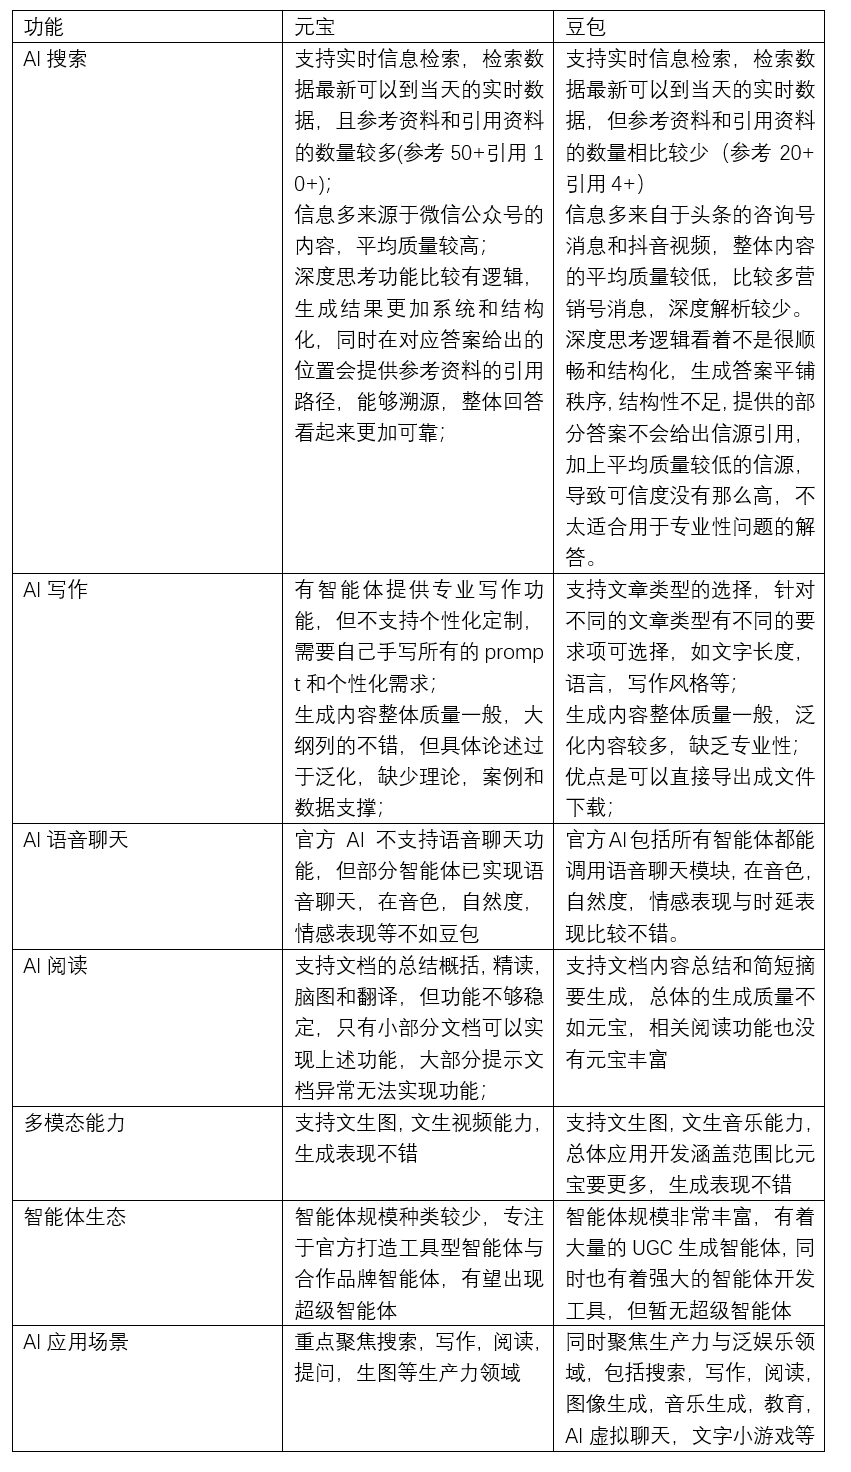 功能
元宝
豆包
AI 搜索
支持实时信息检索，检索数
据最新可以到当天的实时数
据，且参考资料和引用资料
的数量较多(参考 50+引用 1
0+)；
信息多来源于微信公众号的
内容，平均质量较高；
深度思考功能比较有逻辑，
生成结果更加系统和结构
化，同时在对应答案给出的
位置会提供参考资料的引用
路径，能够溯源，整体回答
看起来更加可靠；
支持实时信息检索，检索数
据最新可以到当天的实时数
据，但参考资料和引用资料
的数量相比较少（参考 20+
引用 4+）
信息多来自于头条的咨询号
消息和抖音视频，整体内容
的平均质量较低，比较多营
销号消息，深度解析较少。
深度思考逻辑看着不是很顺
畅和结构化，生成答案平铺
秩序，结构性不足，提供的部
分答案不会给出信源引用，
加上平均质量较低的信源，
导致可信度没有那么高，不
太适合用于专业性问题的解
答。
AI 写作
有智能体提供专业写作功
能，但不支持个性化定制，
需要自己手写所有的 promp
t 和个性化需求；
生成内容整体质量一般，大
纲列的不错，但具体论述过
于泛化，缺少理论，案例和
数据支撑；
支持文章类型的选择，针对
不同的文章类型有不同的要
求项可选择，如文字长度，
语言，写作风格等；
生成内容整体质量一般，泛
化内容较多，缺乏专业性；
优点是可以直接导出成文件
下载；
AI 语音聊天
官方 AI 不支持语音聊天功
能，但部分智能体已实现语
音聊天，在音色，自然度，
情感表现等不如豆包
官方 AI 包括所有智能体都能
调用语音聊天模块，在音色，
自然度，情感表现与时延表
现比较不错。
AI 阅读
支持文档的总结概括，精读，
脑图和翻译，但功能不够稳
定，只有小部分文档可以实
现上述功能，大部分提示文
档异常无法实现功能；
支持文档内容总结和简短摘
要生成，总体的生成质量不
如元宝，相关阅读功能也没
有元宝丰富
多模态能力
支持文生图，文生视频能力，
生成表现不错
支持文生图，文生音乐能力，
总体应用开发涵盖范围比元
宝要更多，生成表现不错
智能体生态
智能体规模种类较少，专注
于官方打造工具型智能体与
合作品牌智能体，有望出现
超级智能体
智能体规模非常丰富，有着
大量的 UGC 生成智能体，同
时也有着强大的智能体开发
工具，但暂无超级智能体
AI 应用场景
重点聚焦搜索，写作，阅读，
提问，生图等生产力领域
同时聚焦生产力与泛娱乐领
域，包括搜索，写作，阅读，
图像生成，音乐生成，教育，
AI 虚拟聊天，文字小游戏等